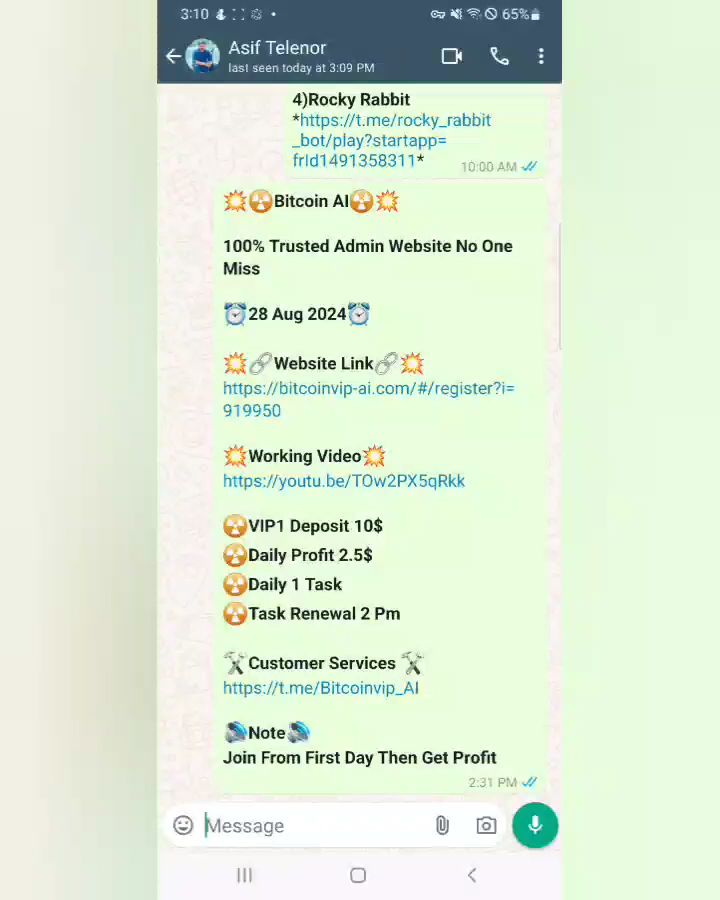 3:10
65%
Asif Telenor
last seen today at 3:09 PM
4)Rocky Rabbit
*https://t.me/rocky_rabbit
_bot/play?startapp=
frId1491358311*
10:00 AM
💥☢️Bitcoin AI☢️💥
100% Trusted Admin Website No One
Miss
⏰28 Aug 2024⏰
💥🔗Website Link🔗💥
https://bitcoinvip-ai.com/#/register?i=
919950
💥Working Video💥
https://youtu.be/TOw2PX5qRkk
☢️VIP1 Deposit 10$
☢️Daily Profit 2.5$
☢️Daily 1 Task
☢️Task Renewal 2 Pm
🛠Customer Services 🛠
https://t.me/Bitcoinvip_AI
🔊Note🔊
Join From First Day Then Get Profit
2:31 PM
Message